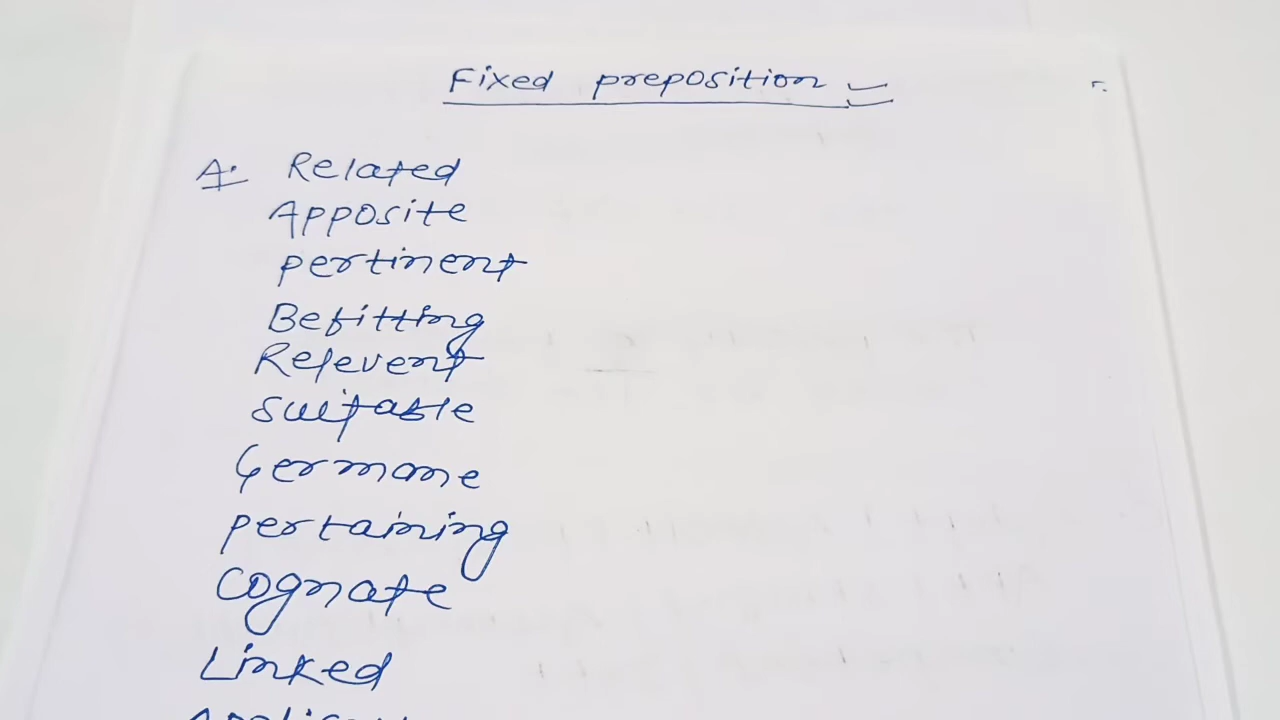 Fixed preposition
A. Related
Apposite
pertinent
Befitting
Relevent
suitable
Germane
pertaining
Cognate
Linked